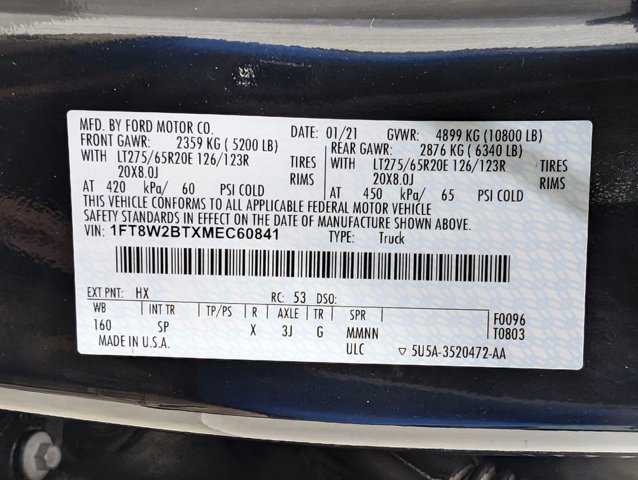 MFD. BY FORD MOTOR CO. DATE: 01/21 GVWR: 4899 KG (10800 LB)
FRONT GAWR: 2359 KG ( 5200 LB) REAR GAWR: 2876 KG ( 6340 LB)
WITH LT275/65R20E 126/123R TIRES WITH LT275/65R20E 126/123R TIRES
20X8.0J RIMS 20X8.0J RIMS
AT 420 kPa/ 60 PSI COLD AT 450 kPa/ 65 PSI COLD
THIS VEHICLE CONFORMS TO ALL APPLICABLE FEDERAL MOTOR VEHICLE
SAFETY STANDARDS IN EFFECT ON THE DATE OF MANUFACTURE SHOWN ABOVE.
VIN: 1FT8W2BTXMEC60841 TYPE: Truck
EXT PNT: HX RC: 53 DSO:
WB INT TR TP/PS R AXLE TR SPR F0096
160 SP X 3J G MMNN T0803
MADE IN U.S.A. ULC ▽ 5U5A-3520472-AA